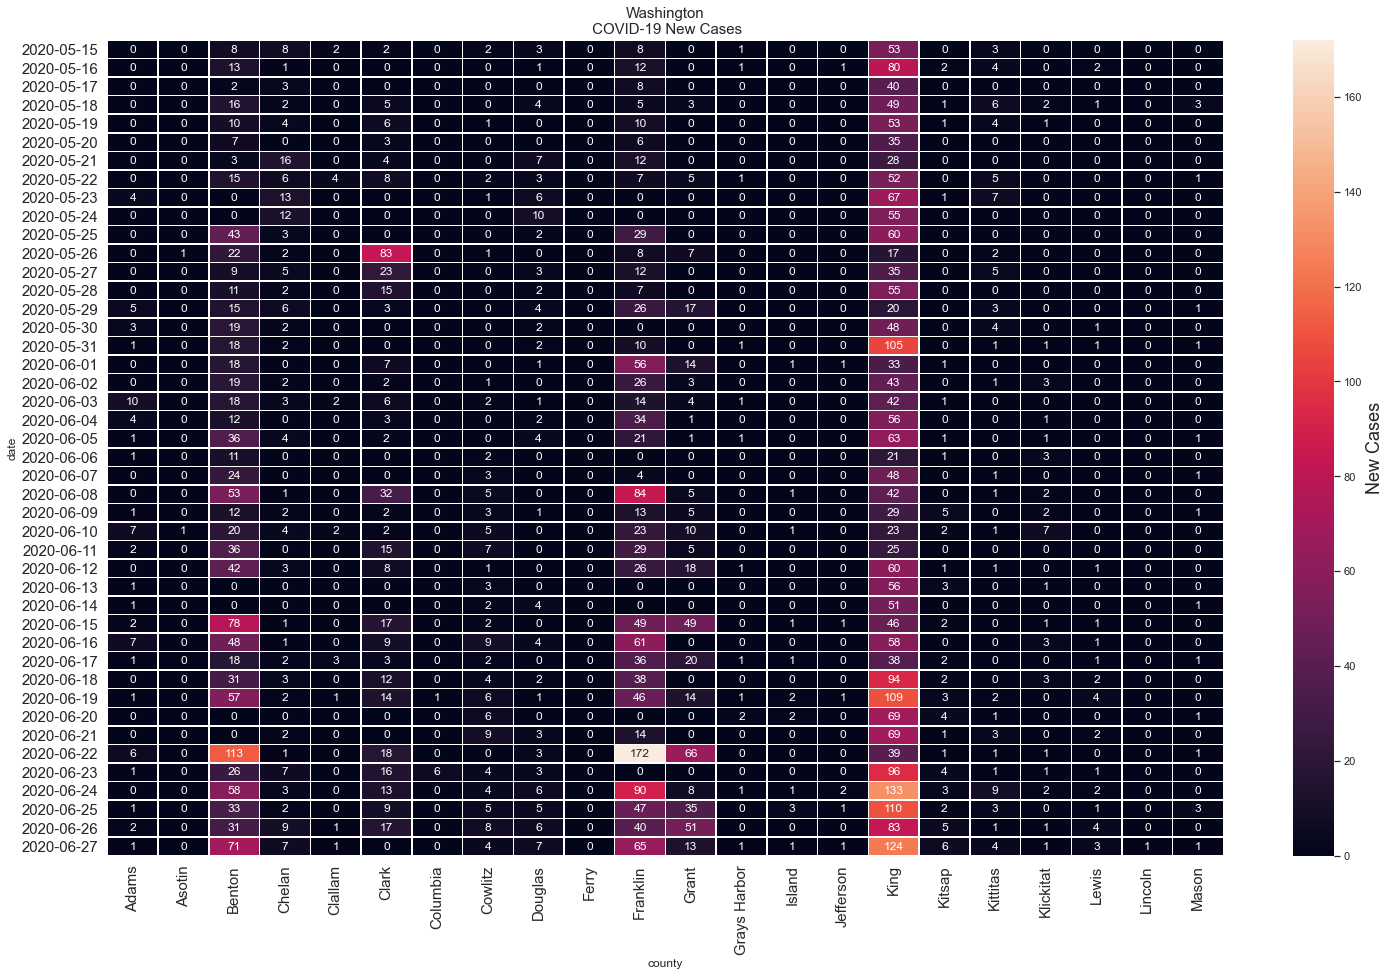 Washington
COVID-19 New Cases
2020-05-15 0 0 8 8 2 2 0 2 3 0 8 0 1 0 0 53 0 3 0 0 0 0
2020-05-16 0 0 13 1 0 0 0 0 1 0 12 0 1 0 1 80 2 4 0 2 0 0
2020-05-17 0 0 2 3 0 0 0 0 0 0 8 0 0 0 0 40 0 0 0 0 0 0
2020-05-18 0 0 16 2 0 5 0 0 4 0 5 3 0 0 0 49 1 6 2 1 0 3
2020-05-19 0 0 10 4 0 6 0 1 0 0 10 0 0 0 0 53 1 4 1 0 0 0
2020-05-20 0 0 7 0 0 3 0 0 0 0 6 0 0 0 0 35 0 0 0 0 0 0
2020-05-21 0 0 3 16 0 4 0 0 7 0 12 0 0 0 0 28 0 0 0 0 0 0
2020-05-22 0 0 15 6 4 8 0 2 3 0 7 5 1 0 0 52 0 5 0 0 0 1
2020-05-23 4 0 0 13 0 0 0 1 6 0 0 0 0 0 0 67 1 7 0 0 0 0
2020-05-24 0 0 0 12 0 0 0 0 10 0 0 0 0 0 0 55 0 0 0 0 0 0
2020-05-25 0 0 43 3 0 0 0 0 2 0 29 0 0 0 0 60 0 0 0 0 0 0
2020-05-26 0 1 22 2 0 83 0 1 0 0 8 7 0 0 0 17 0 2 0 0 0 0
2020-05-27 0 0 9 5 0 23 0 0 3 0 12 0 0 0 0 35 0 5 0 0 0 0
2020-05-28 0 0 11 2 0 15 0 0 2 0 7 0 0 0 0 55 0 0 0 0 0 0
2020-05-29 5 0 15 6 0 3 0 0 4 0 26 17 0 0 0 20 0 3 0 0 0 1
2020-05-30 3 0 19 2 0 0 0 0 2 0 0 0 0 0 0 48 0 4 0 1 0 0
2020-05-31 1 0 18 2 0 0 0 0 2 0 10 0 1 0 0 105 0 1 1 1 0 1
2020-06-01 0 0 18 0 0 7 0 0 1 0 56 14 0 1 1 33 1 0 0 0 0 0
2020-06-02 0 0 19 2 0 2 0 1 0 0 26 3 0 0 0 43 0 1 3 0 0 0
2020-06-03 10 0 18 3 2 6 0 2 1 0 14 4 1 0 0 42 1 0 0 0 0 0
2020-06-04 4 0 12 0 0 3 0 0 2 0 34 1 0 0 0 56 0 0 1 0 0 0
2020-06-05 1 0 36 4 0 2 0 0 4 0 21 1 1 0 0 63 1 0 1 0 0 1
2020-06-06 1 0 11 0 0 0 0 2 0 0 0 0 0 0 0 21 1 0 3 0 0 0
2020-06-07 0 0 24 0 0 0 0 3 0 0 4 0 0 0 0 48 0 1 0 0 0 1
2020-06-08 0 0 53 1 0 32 0 5 0 0 84 5 0 1 0 42 0 1 2 0 0 0
2020-06-09 1 0 12 2 0 2 0 3 1 0 13 5 0 0 0 29 5 0 2 0 0 1
2020-06-10 7 1 20 4 2 2 0 5 0 0 23 10 0 1 0 23 2 1 7 0 0 0
2020-06-11 2 0 36 0 0 15 0 7 0 0 29 5 0 0 0 25 0 0 0 0 0 0
2020-06-12 0 0 42 3 0 8 0 1 0 0 26 18 1 0 0 60 1 1 0 1 0 0
2020-06-13 1 0 0 0 0 0 0 3 0 0 0 0 0 0 0 56 3 0 1 0 0 0
2020-06-14 1 0 0 0 0 0 0 2 4 0 0 0 0 0 0 51 0 0 0 0 0 1
2020-06-15 2 0 78 1 0 17 0 2 0 0 49 49 0 1 1 46 2 0 1 1 0 0
2020-06-16 7 0 48 1 0 9 0 9 4 0 61 0 0 0 0 58 0 0 3 1 0 0
2020-06-17 1 0 18 2 3 3 0 2 0 0 36 20 1 1 0 38 2 0 0 1 0 1
2020-06-18 0 0 31 3 0 12 0 4 2 0 38 0 0 0 0 94 2 0 3 2 0 0
2020-06-19 1 0 57 2 1 14 1 6 1 0 46 14 1 2 1 109 3 2 0 4 0 0
2020-06-20 0 0 0 0 0 0 0 6 0 0 0 0 2 2 0 69 4 1 0 0 0 1
2020-06-21 0 0 0 2 0 0 0 9 3 0 14 0 0 0 0 69 1 3 0 2 0 0
2020-06-22 6 0 113 1 0 18 0 0 3 0 172 66 0 0 0 39 1 1 1 0 0 1
2020-06-23 1 0 26 7 0 16 6 4 3 0 0 0 0 0 0 96 4 1 1 1 0 0
2020-06-24 0 0 58 3 0 13 0 4 6 0 90 8 1 1 2 133 3 9 2 2 0 0
2020-06-25 1 0 33 2 0 9 0 5 5 0 47 35 0 3 1 110 2 3 0 1 0 3
2020-06-26 2 0 31 9 1 17 0 8 6 0 40 51 0 0 0 83 5 1 1 4 0 0
2020-06-27 1 0 71 7 1 0 0 4 7 0 65 13 1 1 1 124 6 4 1 3 1 1
Adams Asotin Benton Chelan Clallam Clark Columbia Cowlitz Douglas Ferry Franklin Grant Grays Harbor Island Jefferson King Kitsap Kittitas Klickitat Lewis Lincoln Mason
county
date
160
140
120
100
80
60
40
20
0
New Cases